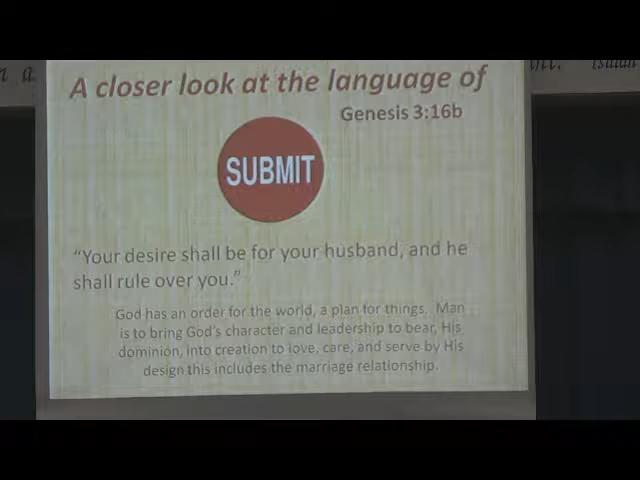 A closer look at the language of
Genesis 3:16b
SUBMIT
“Your desire shall be for your husband, and he
shall rule over you.”
God has an order for the world, a plan for things. Man
is to bring God's character and leadership to bear, His
dominion, into creation to love, care, and serve by His
design this includes the marriage relationship.